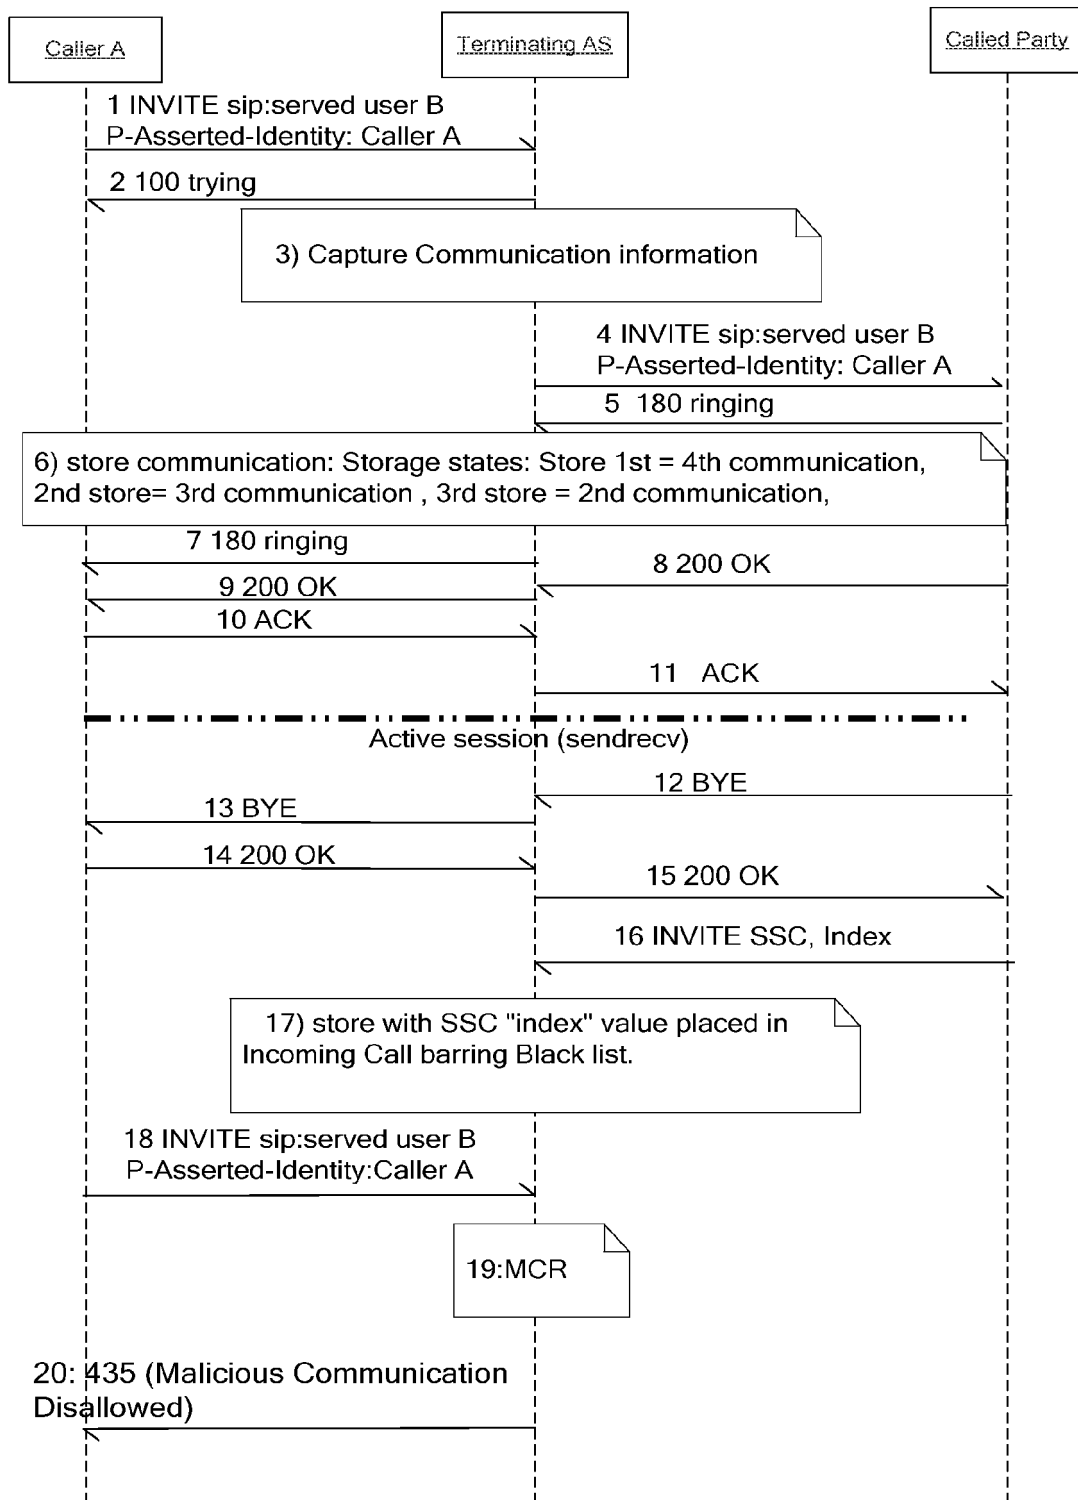 Caller A
Terminating AS
Called Party
1 INVITE sip:served user B
P-Asserted-Identity: Caller A
2 100 trying
3) Capture Communication information
4 INVITE sip:served user B
P-Asserted-Identity: Caller A
5 180 ringing
6) store communication: Storage states: Store 1st = 4th communication,
2nd store= 3rd communication , 3rd store = 2nd communication,
7 180 ringing
8 200 OK
9 200 OK
10 ACK
11 ACK
Active session (sendrecv)
12 BYE
13 BYE
14 200 OK
15 200 OK
16 INVITE SSC, Index
17) store with SSC "index" value placed in
Incoming Call barring Black list.
18 INVITE sip:served user B
P-Asserted-Identity:Caller A
19:MCR
20: 435 (Malicious Communication
Disallowed)